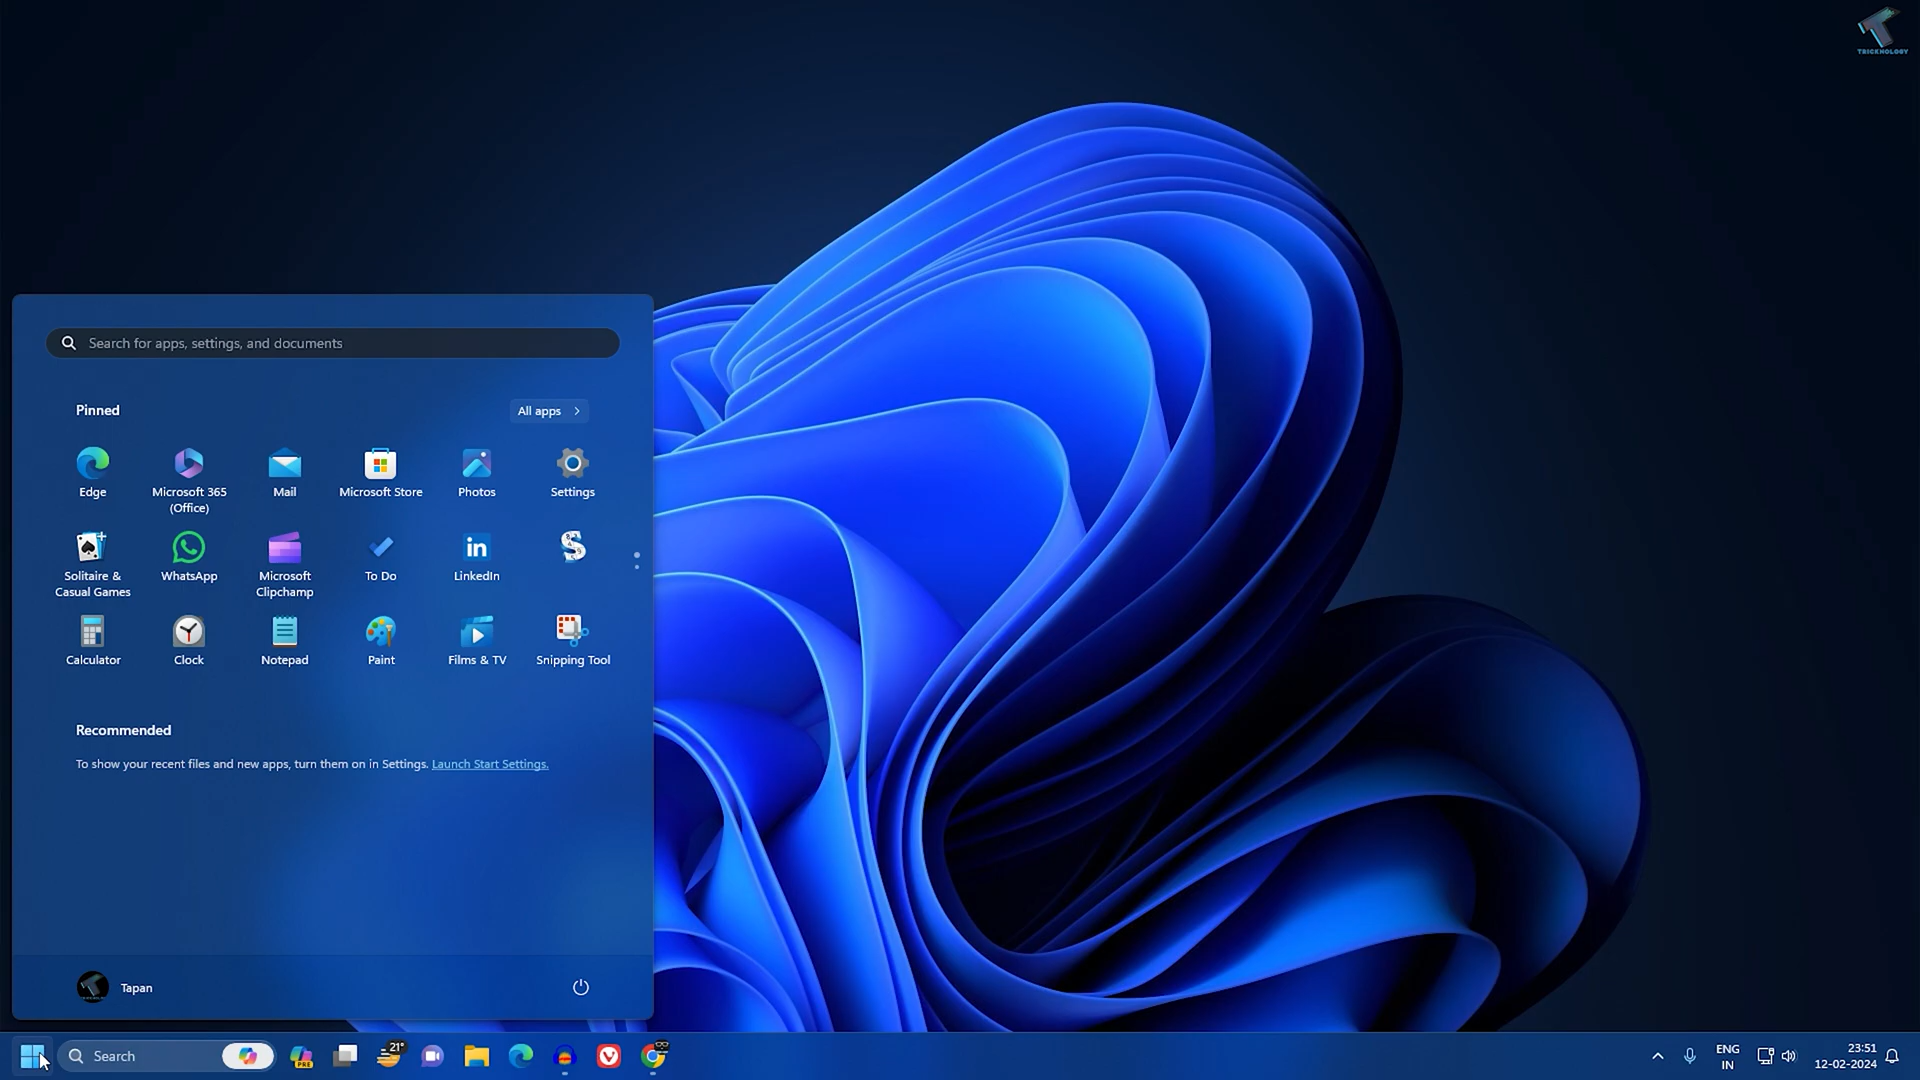 TRICKNOLOGY
Search for apps, settings, and documents
Pinned
All apps
Edge
Microsoft 365
(Office)
Mail
Microsoft Store
Photos
Settings
Solitaire &
Casual Games
WhatsApp
Microsoft
Clipchamp
To Do
LinkedIn
Calculator
Clock
Notepad
Paint
Films & TV
Snipping Tool
Recommended
To show your recent files and new apps, turn them on in Settings. Launch Start Settings.
Tapan
Search
PRE
21°
ENG
IN
23:51
12-02-2024